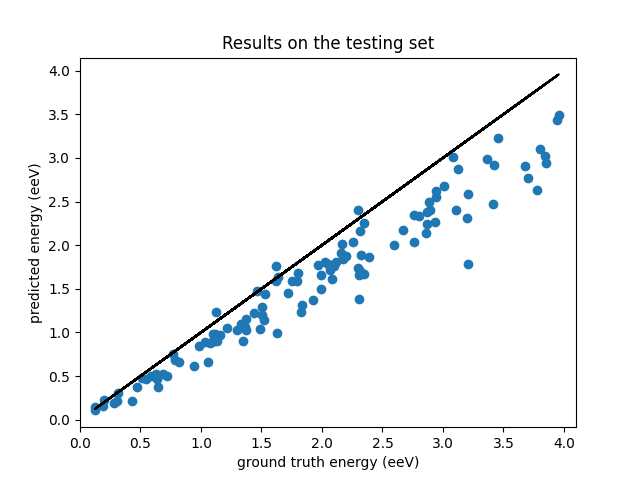 Results on the testing set
4.0
3.5
3.0
2.5
2.0
1.5
1.0
0.5
0.0
predicted energy (eeV)
0.0 0.5 1.0 1.5 2.0 2.5 3.0 3.5 4.0
ground truth energy (eeV)